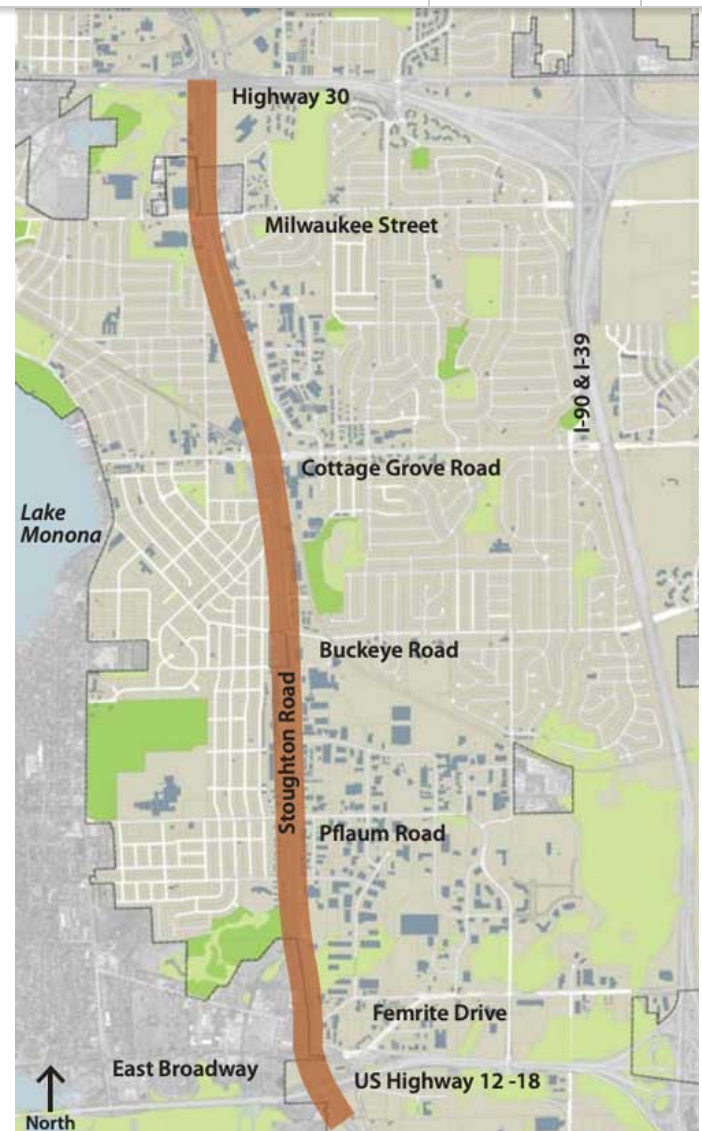 Highway 30
Milwaukee Street
I-90 & I-39
Cottage Grove Road
Lake
Monona
Buckeye Road
Stoughton Road
Pflaum Road
Femrite Drive
East Broadway
US Highway 12 -18
North